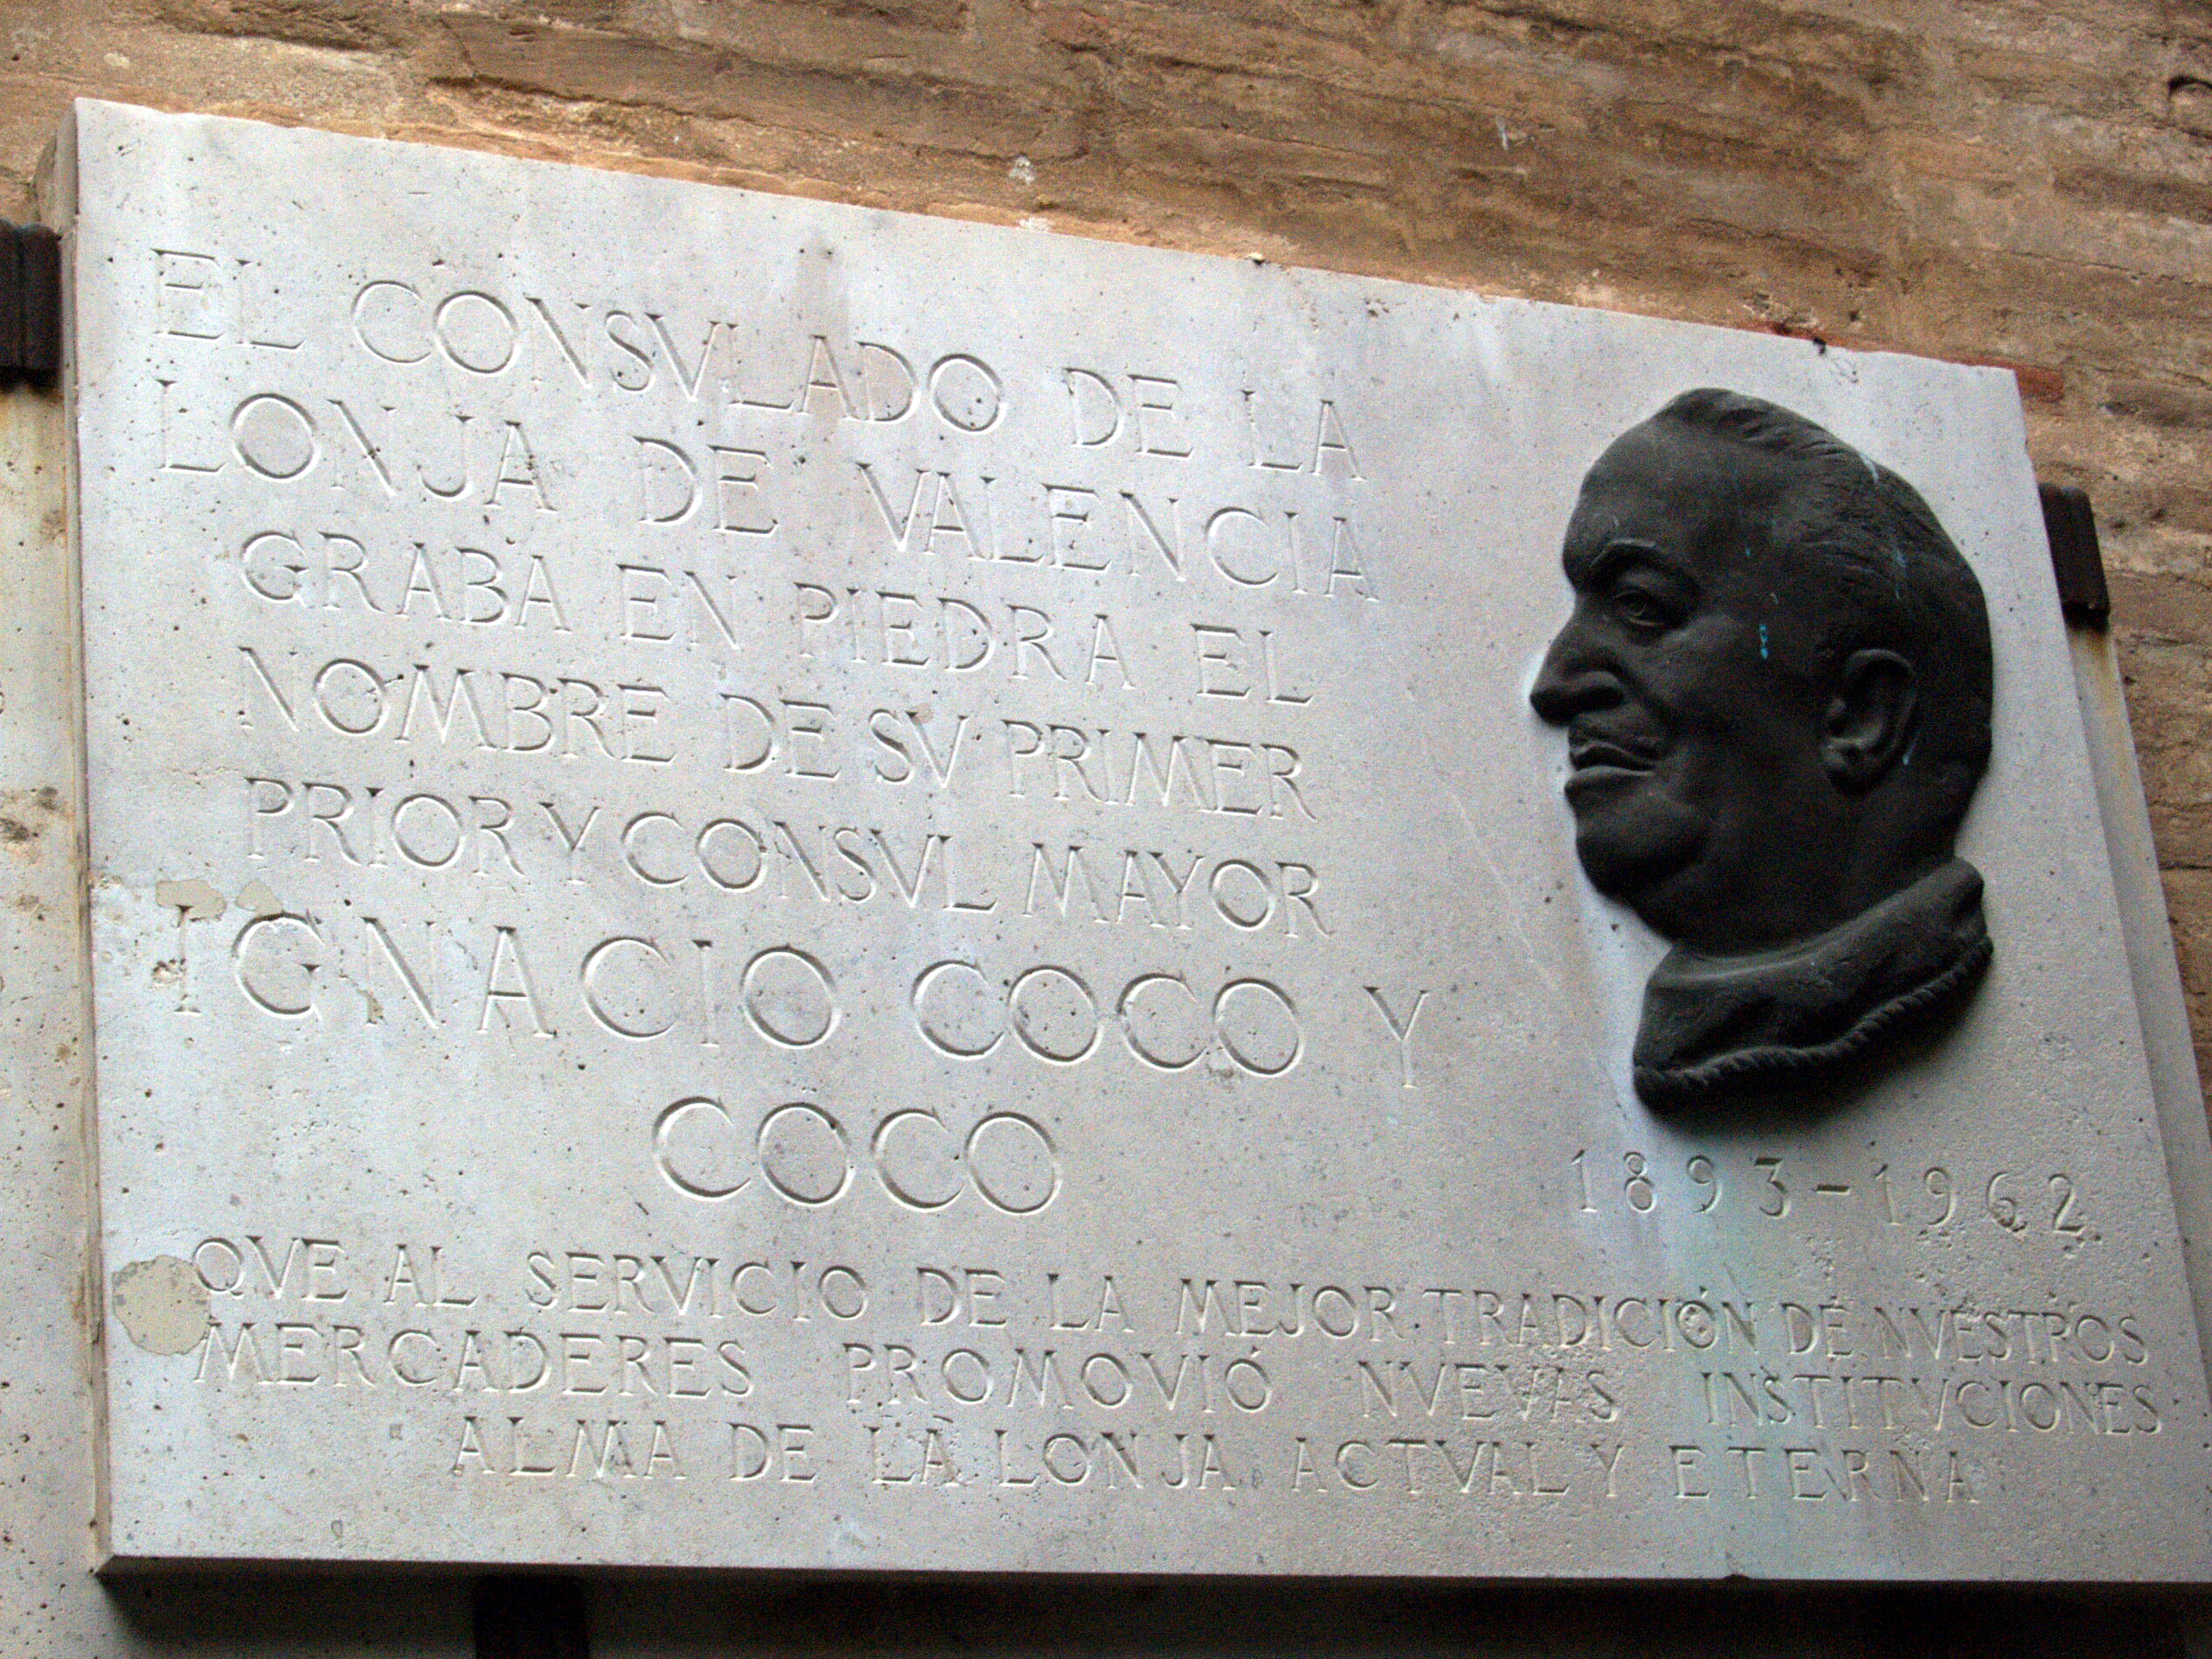 EL CONSVLADO DE LA
LONJA DE VALENCIA
GRABA EN PIEDRA EL
NOMBRE DE SV PRIMER
PRIOR Y CONSVL MAYOR
IGNACIO COCO Y
COCO
1893-1962
QVE AL SERVICIO DE LA MEJOR TRADICIÓN DE NVESTROS
MERCADERES PROMOVIÓ NVEVAS INSTITVCIONES
ALMA DE LA LONJA ACTVAL Y ETERNA